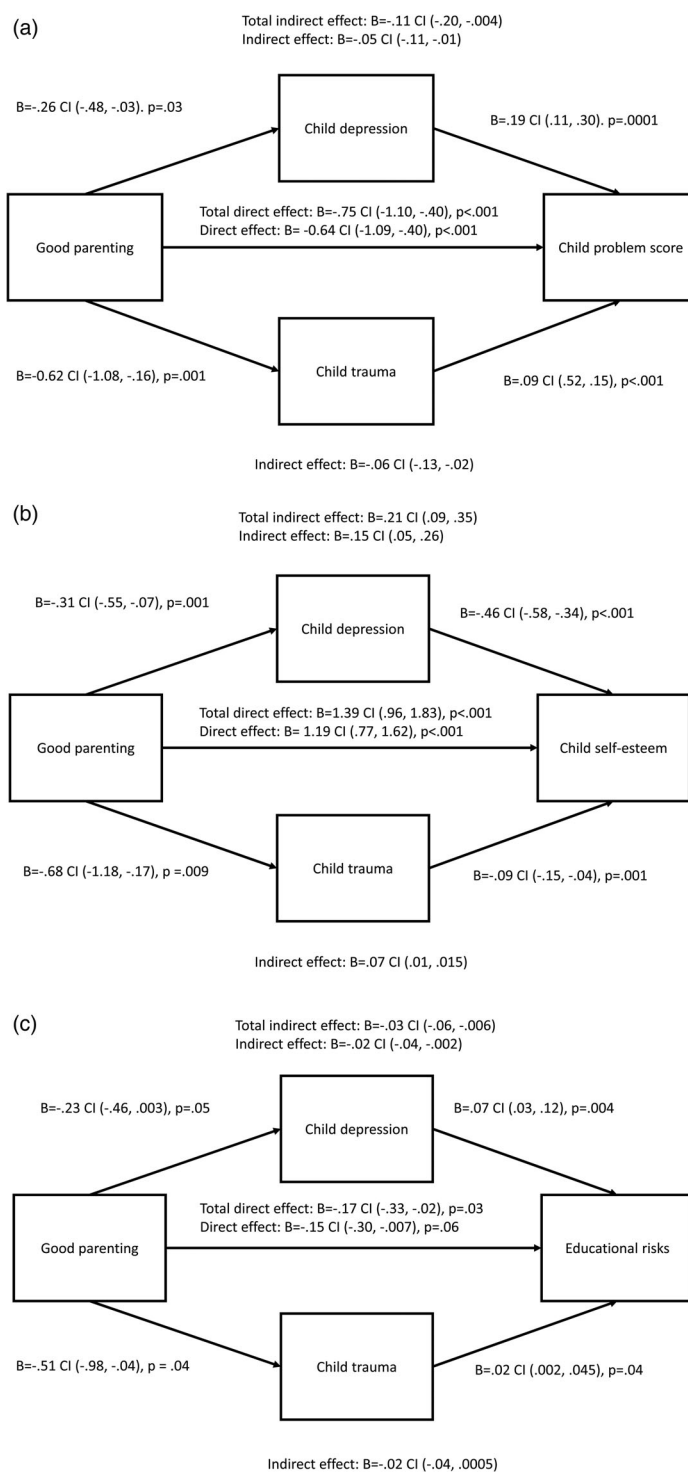 (a)
Total indirect effect: B=-.11 CI (-.20, -.004)
Indirect effect: B=-.05 CI (-.11, -.01)
B=-.26 CI (-.48, -.03). p=.03
Child depression
B=.19 CI (.11, .30). p=.0001
Good parenting
Total direct effect: B=-.75 CI (-1.10, -.40), p<.001
Direct effect: B= -0.64 CI (-1.09, -.40), p<.001
Child problem score
B=-0.62 CI (-1.08, -.16), p=.001
Child trauma
B=.09 CI (.52, .15), p<.001
Indirect effect: B=-.06 CI (-.13, -.02)
(b)
Total indirect effect: B=.21 CI (.09, .35)
Indirect effect: B=.15 CI (.05, .26)
B=-.31 CI (-.55, -.07), p=.001
Child depression
B=-.46 CI (-.58, -.34), p<.001
Good parenting
Total direct effect: B=1.39 CI (.96, 1.83), p<.001
Direct effect: B= 1.19 CI (.77, 1.62), p<.001
Child self-esteem
B=-.68 CI (-1.18, -.17), p =.009
Child trauma
B=-.09 CI (-.15, -.04), p=.001
Indirect effect: B=.07 CI (.01, .015)
(c)
Total indirect effect: B=-.03 CI (-.06, -.006)
Indirect effect: B=-.02 CI (-.04, -.002)
B=-.23 CI (-.46, .003), p=.05
Child depression
B=.07 CI (.03, .12), p=.004
Good parenting
Total direct effect: B=-.17 CI (-.33, -.02), p=.03
Direct effect: B=-.15 CI (-.30, -.007), p=.06
Educational risks
B=-.51 CI (-.98, -.04), p = .04
Child trauma
B=.02 CI (.002, .045), p=.04
Indirect effect: B=-.02 CI (-.04, .0005)